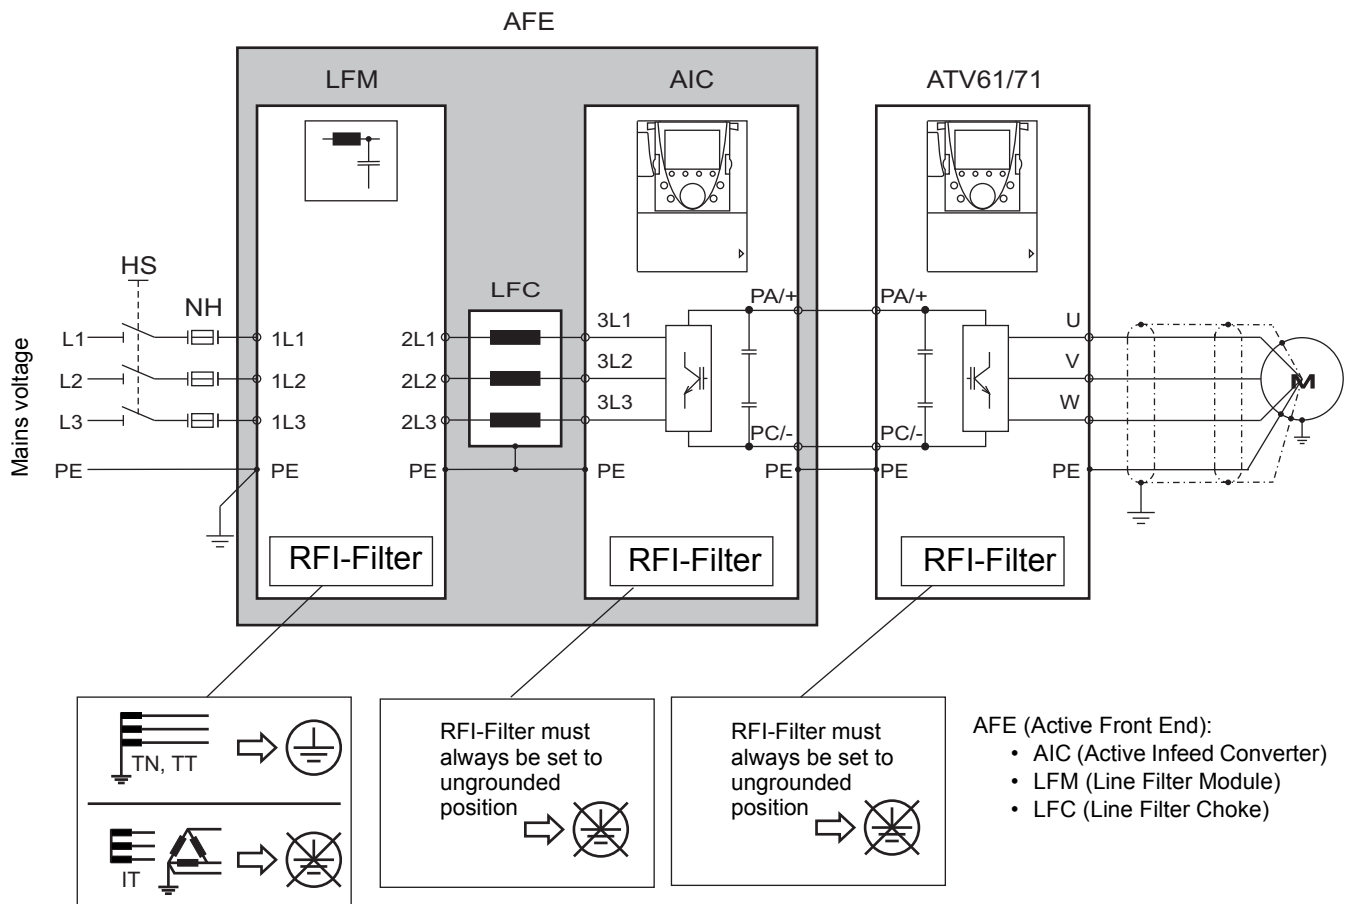 AFE
LFM
AIC
ATV61/71
HS
NH
LFC
Mains voltage
L1
L2
L3
PE
1L1
1L2
1L3
PE
2L1
2L2
2L3
PE
3L1
3L2
3L3
PE
PA/+
PC/-
PE
PA/+
PC/-
PE
U
V
W
PE
M
RFI-Filter
RFI-Filter
RFI-Filter
TN, TT
IT
RFI-Filter must
always be set to
ungrounded
position
RFI-Filter must
always be set to
ungrounded
position
AFE (Active Front End):
• AIC (Active Infeed Converter)
• LFM (Line Filter Module)
• LFC (Line Filter Choke)